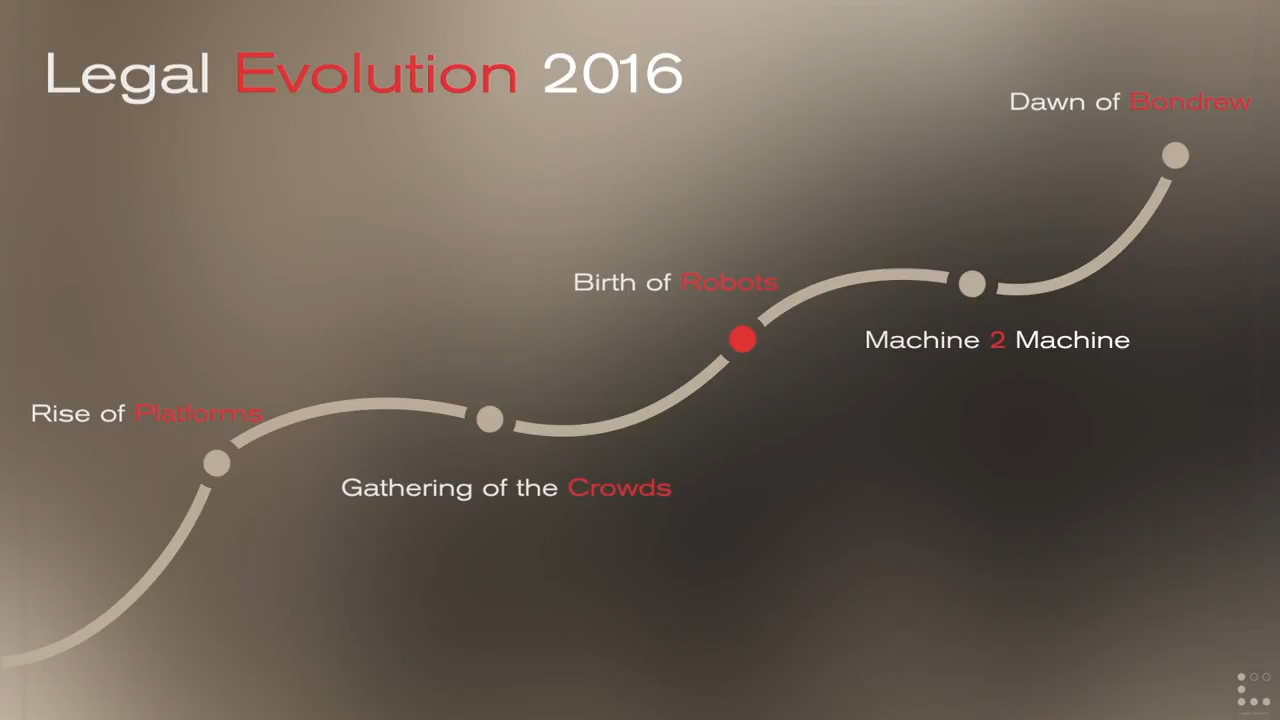 Legal Evolution 2016
Dawn of Bondrew
Birth of Robots
Machine 2 Machine
Rise of Platforms
Gathering of the Crowds